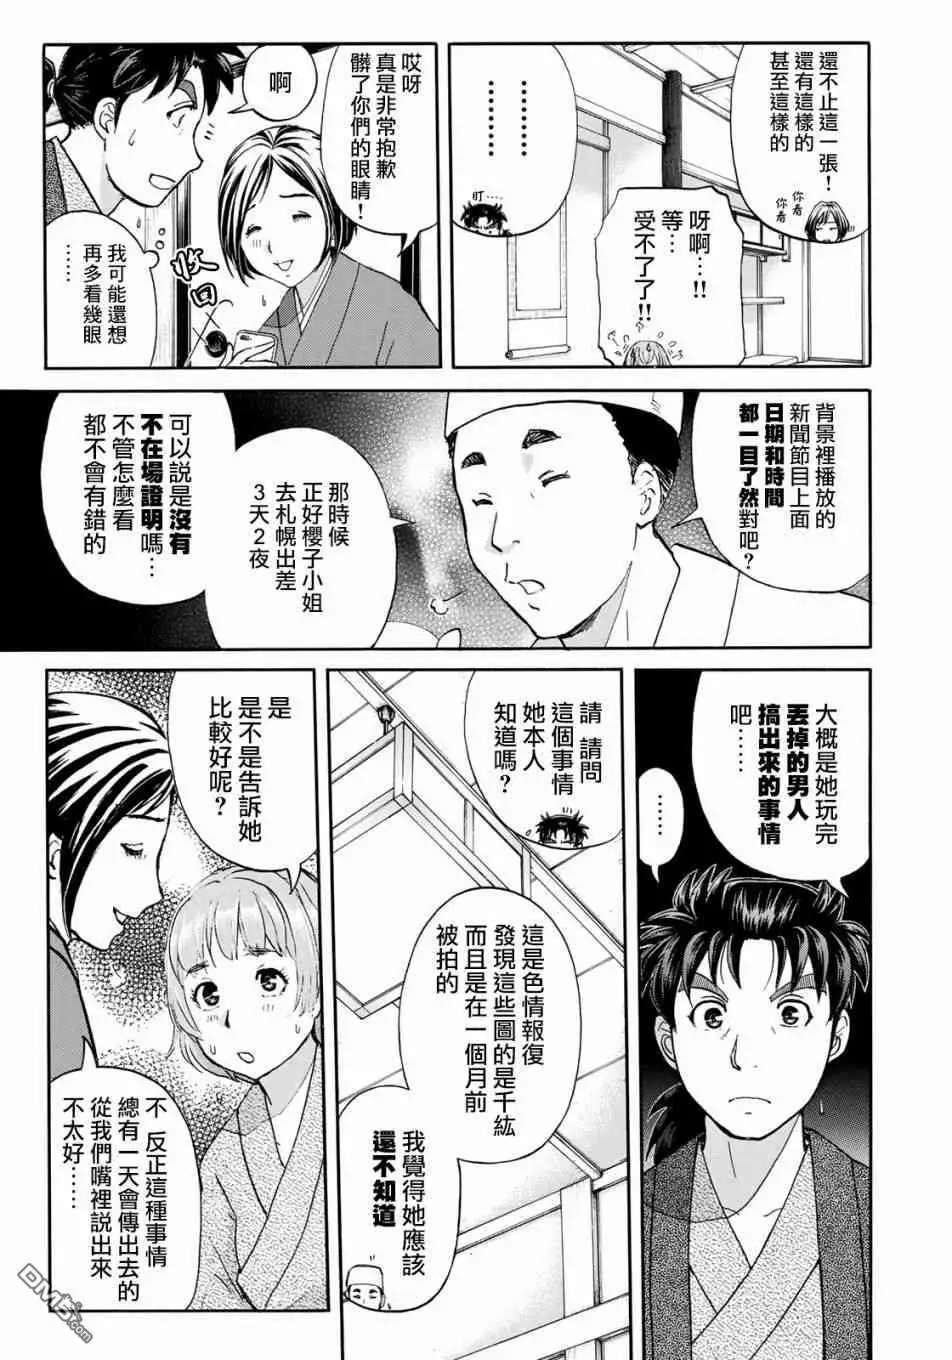 還不止這一張！
還有這樣的
甚至這樣的
你看
你看
呀啊…!!
等…
受不了了!!
………
………
盯…
哎呀
真是非常抱歉
髒了你們的眼睛！
啊
收回
我可能還想
再多看幾眼
……
背景裡播放的
新聞節目上面
日期和時間
都一目了然對吧？
那時候
正好櫻子小姐
去札幌出差
3天2夜
可以說是沒有
不在場證明嗎…
不管怎麼看
都不會有錯的
大概是她玩完
丟掉的男人
搞出來的事情
吧……
……
請 請問
這個事情
她本人
知道嗎？
這是色情報復
發現這些圖的是千紘
而且是在一個月前
被拍的
我覺得她應該
還不知道
是
是不是告訴她
比較好呢？
不 反正這種事情
總有一天會傳出去的
從我們嘴裡說出來
不太好……
DM5